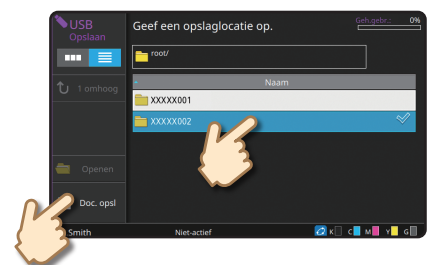 USB
Opslaan
Geef een opslaglocatie op.
Geh.gebr.: 0%
root/
1 omhoog
Naam
XXXXX001
XXXXX002
Openen
Doc. opsl
Smith
Niet-actief
K C M Y G